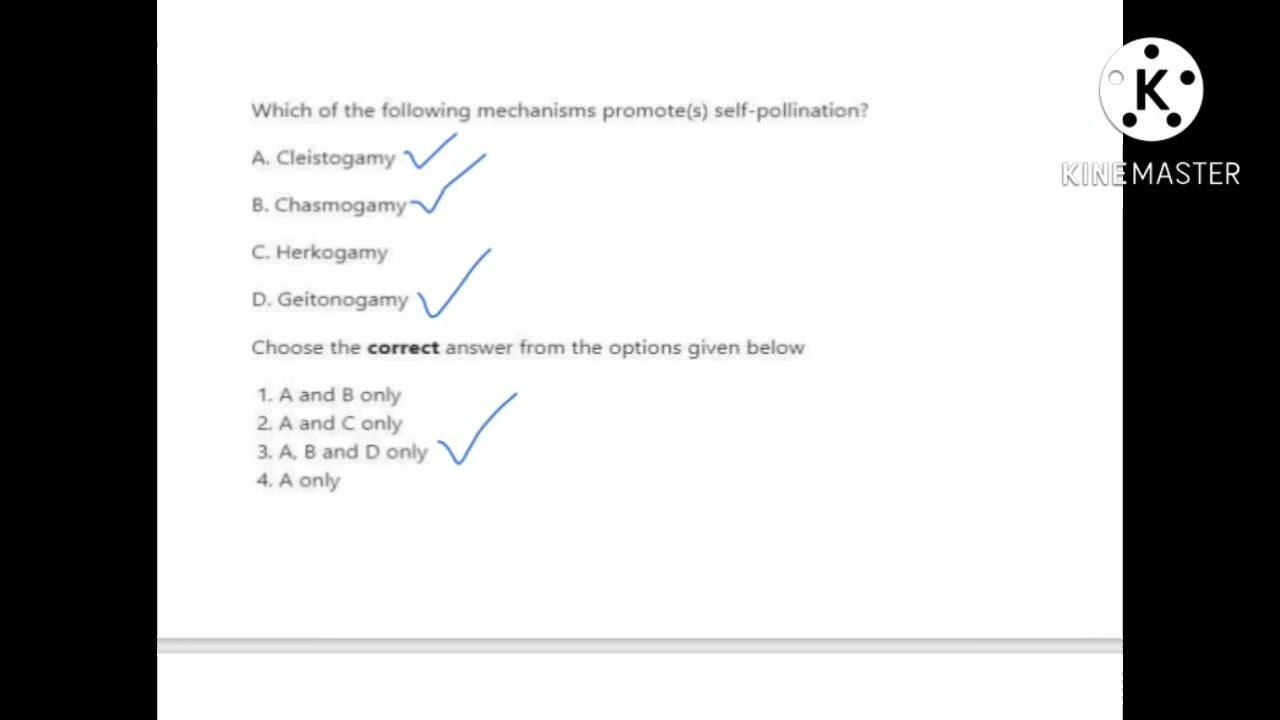 Which of the following mechanisms promote(s) self-pollination?
A. Cleistogamy
B. Chasmogamy
C. Herkogamy
D. Geitonogamy
Choose the correct answer from the options given below
1. A and B only
2. A and C only
3. A, B and D only
4. A only
K
KINEMASTER